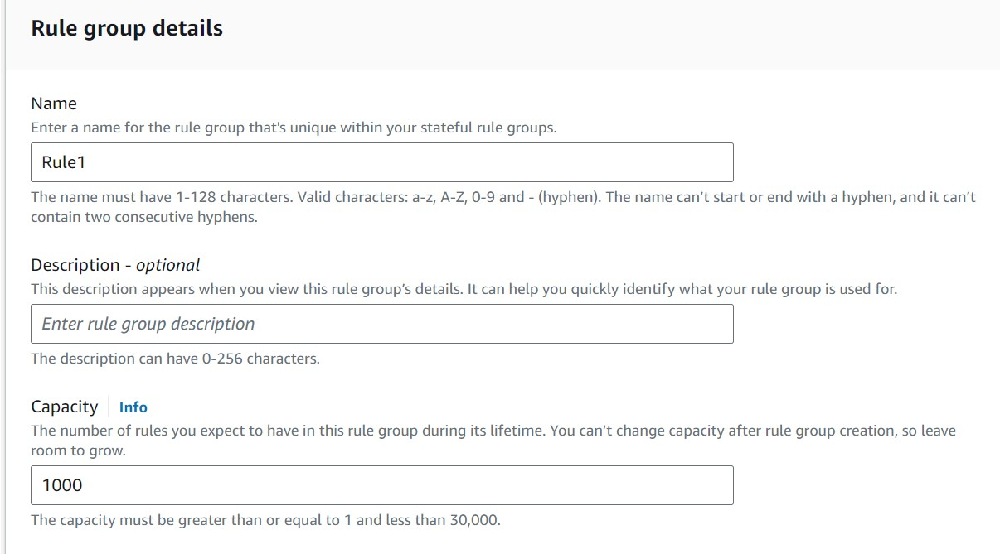 Rule group details
Name
Enter a name for the rule group that's unique within your stateful rule groups.
Rule1
The name must have 1-128 characters. Valid characters: a-z, A-Z, 0-9 and - (hyphen). The name can’t start or end with a hyphen, and it can’t
contain two consecutive hyphens.
Description - optional
This description appears when you view this rule group’s details. It can help you quickly identify what your rule group is used for.
Enter rule group description
The description can have 0-256 characters.
Capacity Info
The number of rules you expect to have in this rule group during its lifetime. You can’t change capacity after rule group creation, so leave
room to grow.
1000
The capacity must be greater than or equal to 1 and less than 30,000.